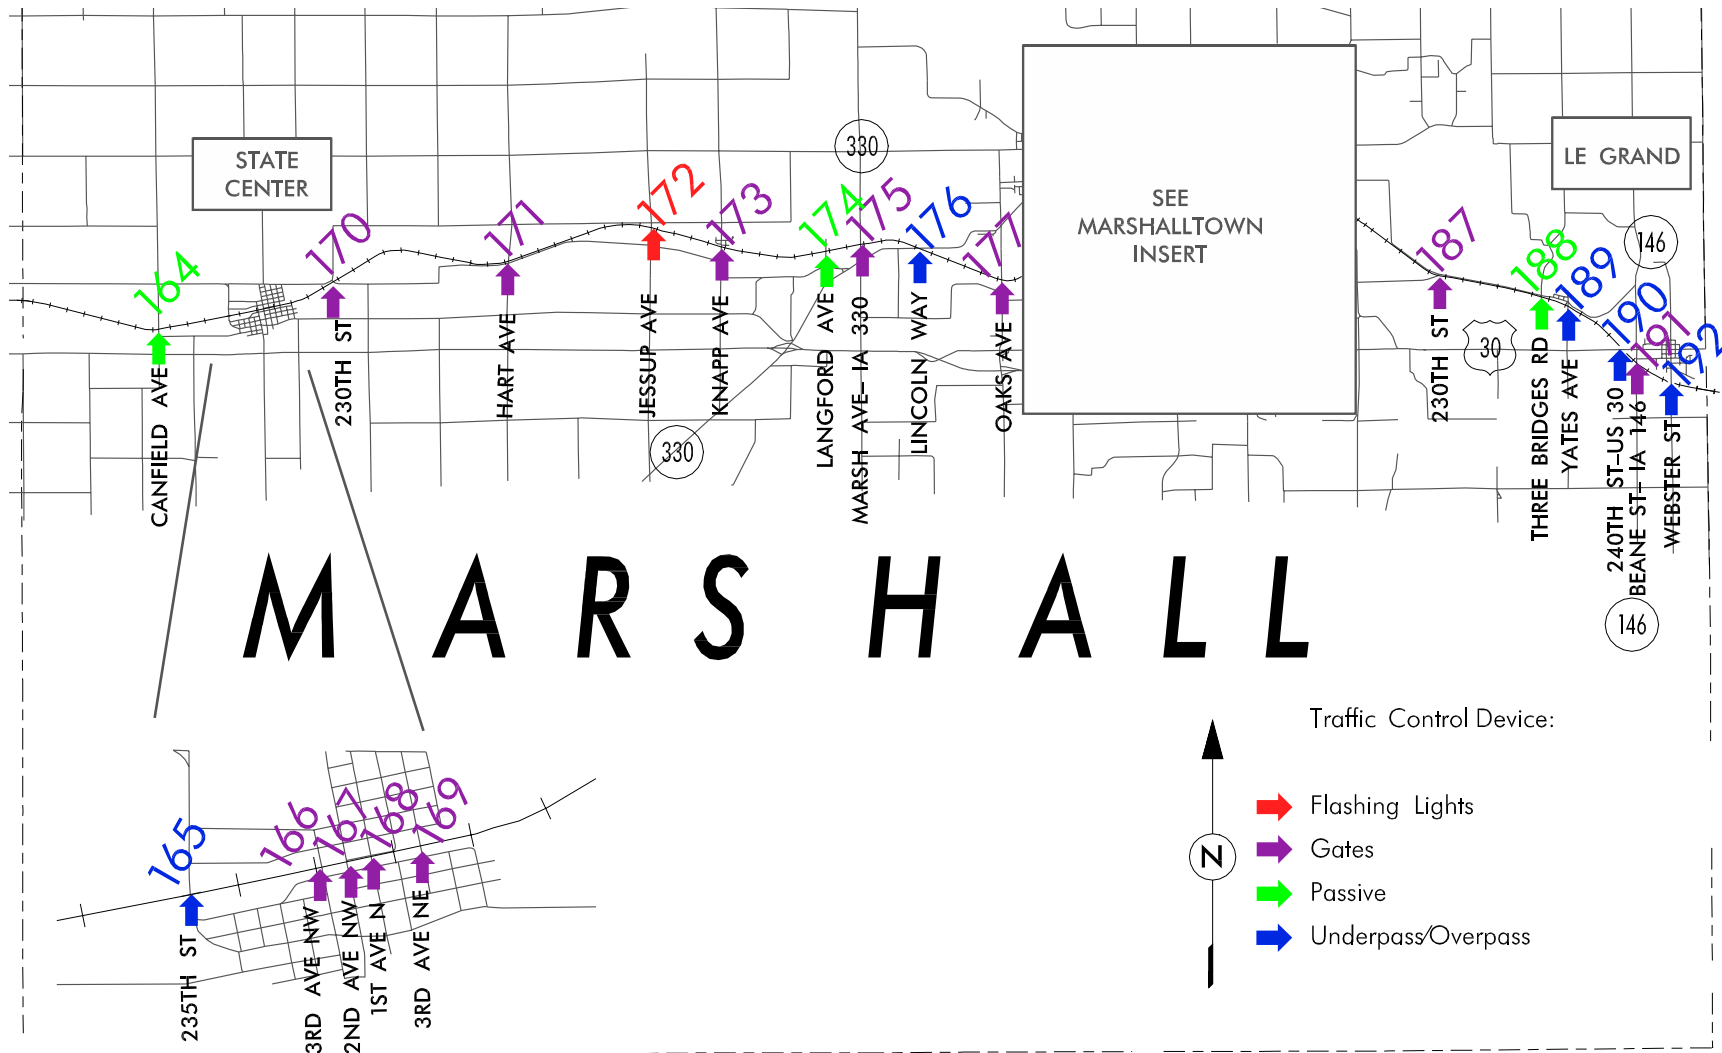 STATE
CENTER
330
SEE
MARSHALLTOWN
INSERT
LE GRAND
146
164
170
171
172
173
174
175
176
177
187
188
189
190
191
192
30
330
CANFIELD AVE
230TH ST
HART AVE
JESSUP AVE
KNAPP AVE
LANGFORD AVE
MARSH AVE- IA 330
LINCOLN WAY
OAKS AVE
230TH ST
THREE BRIDGES RD
YATES AVE
240TH ST-US 30
BEANE ST- IA 146
WEBSTER ST
146
MARSHALL
165
166
167
168
169
235TH ST
3RD AVE NW
2ND AVE NW
1ST AVE N
3RD AVE NE
N
Traffic Control Device:
Flashing Lights
Gates
Passive
Underpass/Overpass